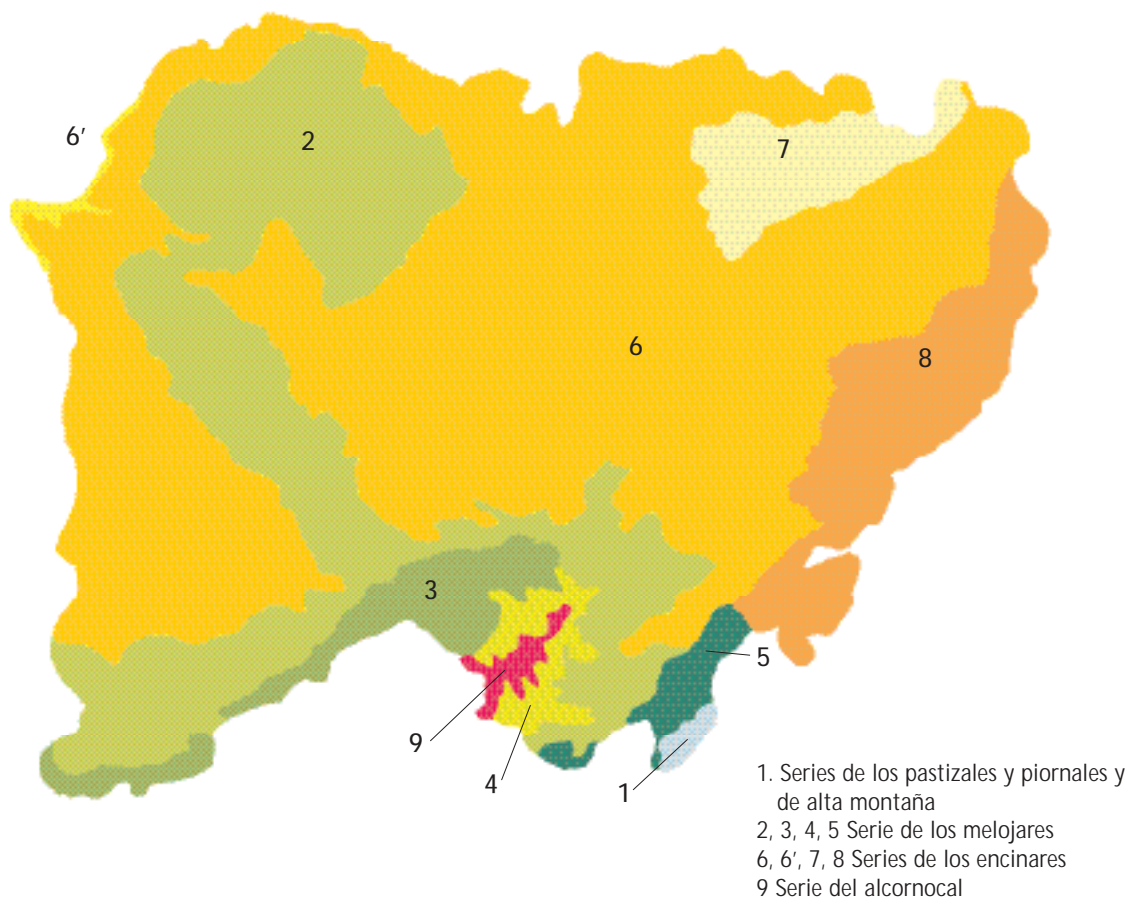 6′
2
7
6
8
3
5
9
4
1
1. Series de los pastizales y piornales y
de alta montaña
2, 3, 4, 5 Serie de los melojares
6, 6′, 7, 8 Series de los encinares
9 Serie del alcornocal